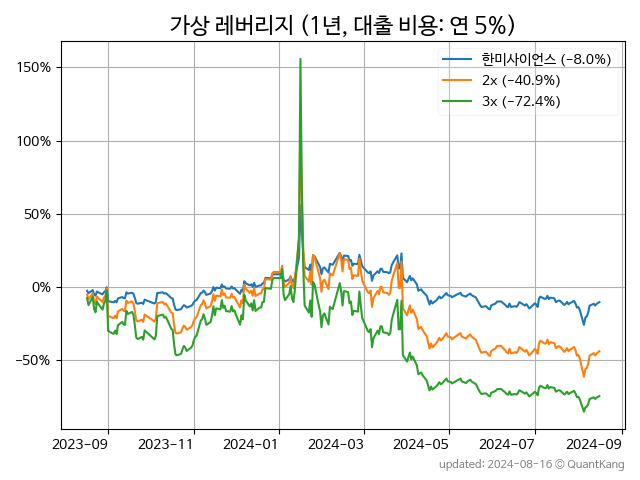 가상 레버리지 (1년, 대출 비용: 연 5%)
한미사이언스 (−8.0%)
2x (−40.9%)
3x (−72.4%)
150%
100%
50%
0%
−50%
2023-09 2023-11 2024-01 2024-03 2024-05 2024-07 2024-09
updated: 2024-08-16 © QuantKang